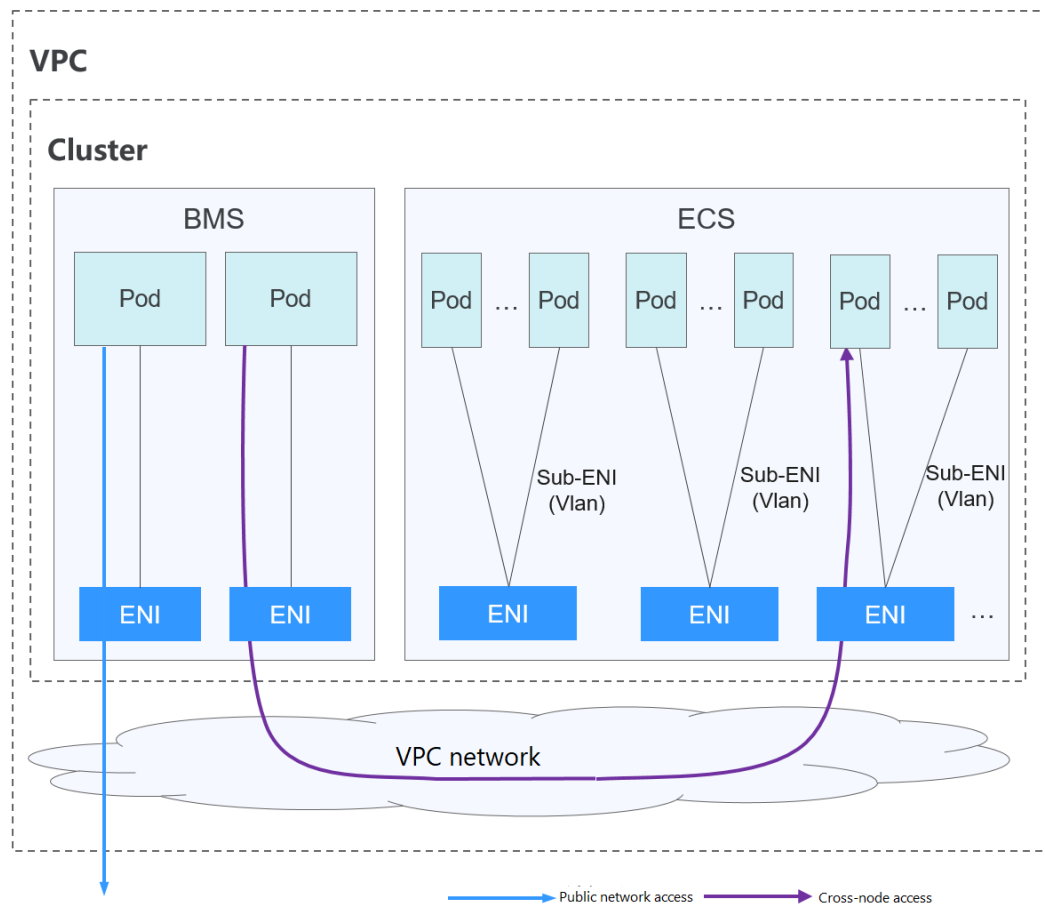 VPC
Cluster
BMS
ECS
Pod
Pod
Pod ... Pod
Pod ... Pod
Pod ... Pod
Sub-ENI
(Vlan)
Sub-ENI
(Vlan)
Sub-ENI
(Vlan)
ENI
ENI
ENI
ENI
ENI ...
VPC network
Public network access
Cross-node access